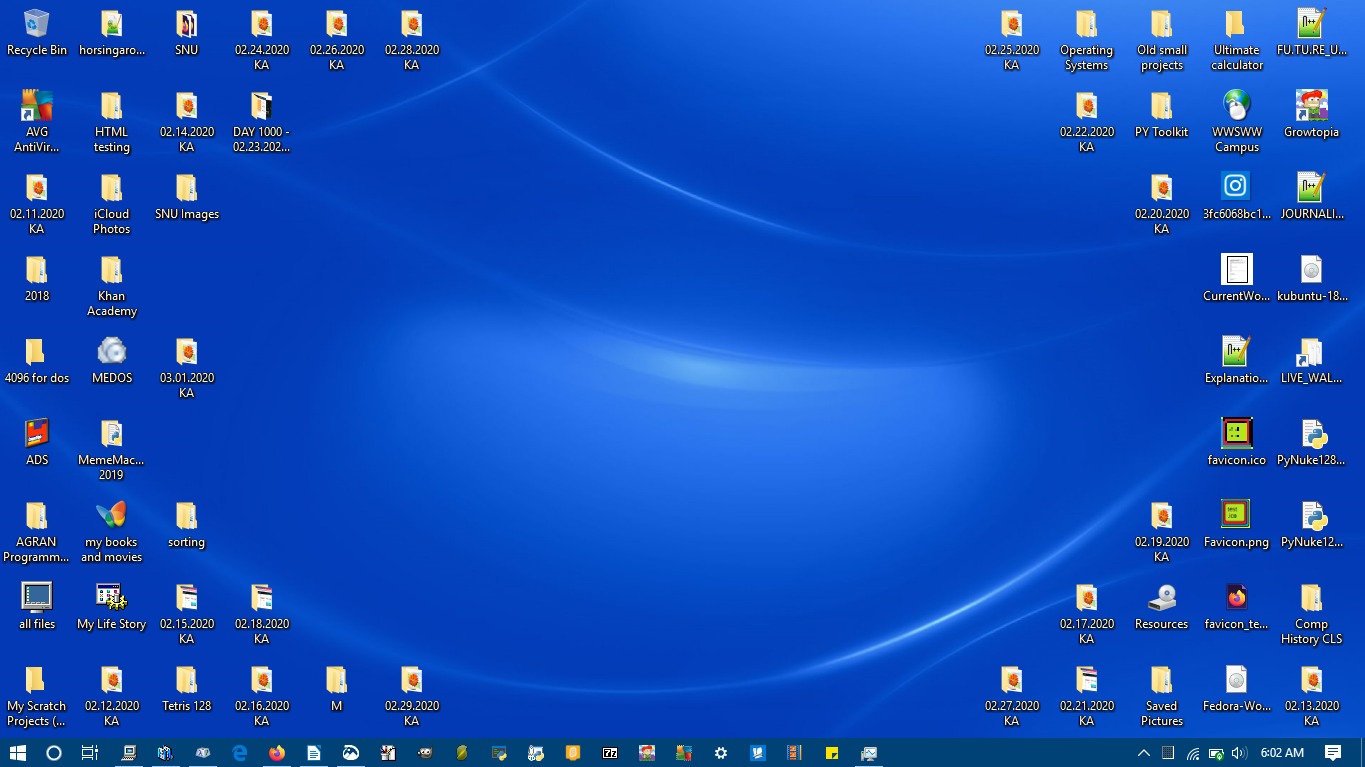 Recycle Bin
horsingaro...
SNU
02.24.2020
KA
02.26.2020
KA
02.28.2020
KA
02.25.2020
KA
Operating
Systems
Old small
projects
Ultimate
calculator
FU.TU.RE_U...
AVG
AntiVir...
HTML
testing
02.14.2020
KA
DAY 1000 -
02.23.202...
02.22.2020
KA
PY Toolkit
WWSWW
Campus
Growtopia
02.11.2020
KA
iCloud
Photos
SNU Images
02.20.2020
KA
3fc6068bc1...
JOURNALI...
2018
Khan
Academy
CurrentWo...
kubuntu-18...
4096 for dos
MEDOS
03.01.2020
KA
Explanatio...
LIVE_WAL...
ADS
MemeMac...
2019
favicon.ico
PyNuke128...
AGRAN
Programm...
my books
and movies
sorting
02.19.2020
KA
Favicon.png
PyNuke12...
all files
My Life Story
02.15.2020
KA
02.18.2020
KA
02.17.2020
KA
Resources
favicon_te...
Comp
History CLS
My Scratch
Projects (...
02.12.2020
KA
Tetris 128
02.16.2020
KA
M
02.29.2020
KA
02.27.2020
KA
02.21.2020
KA
Saved
Pictures
Fedora-Wo...
02.13.2020
KA
6:02 AM